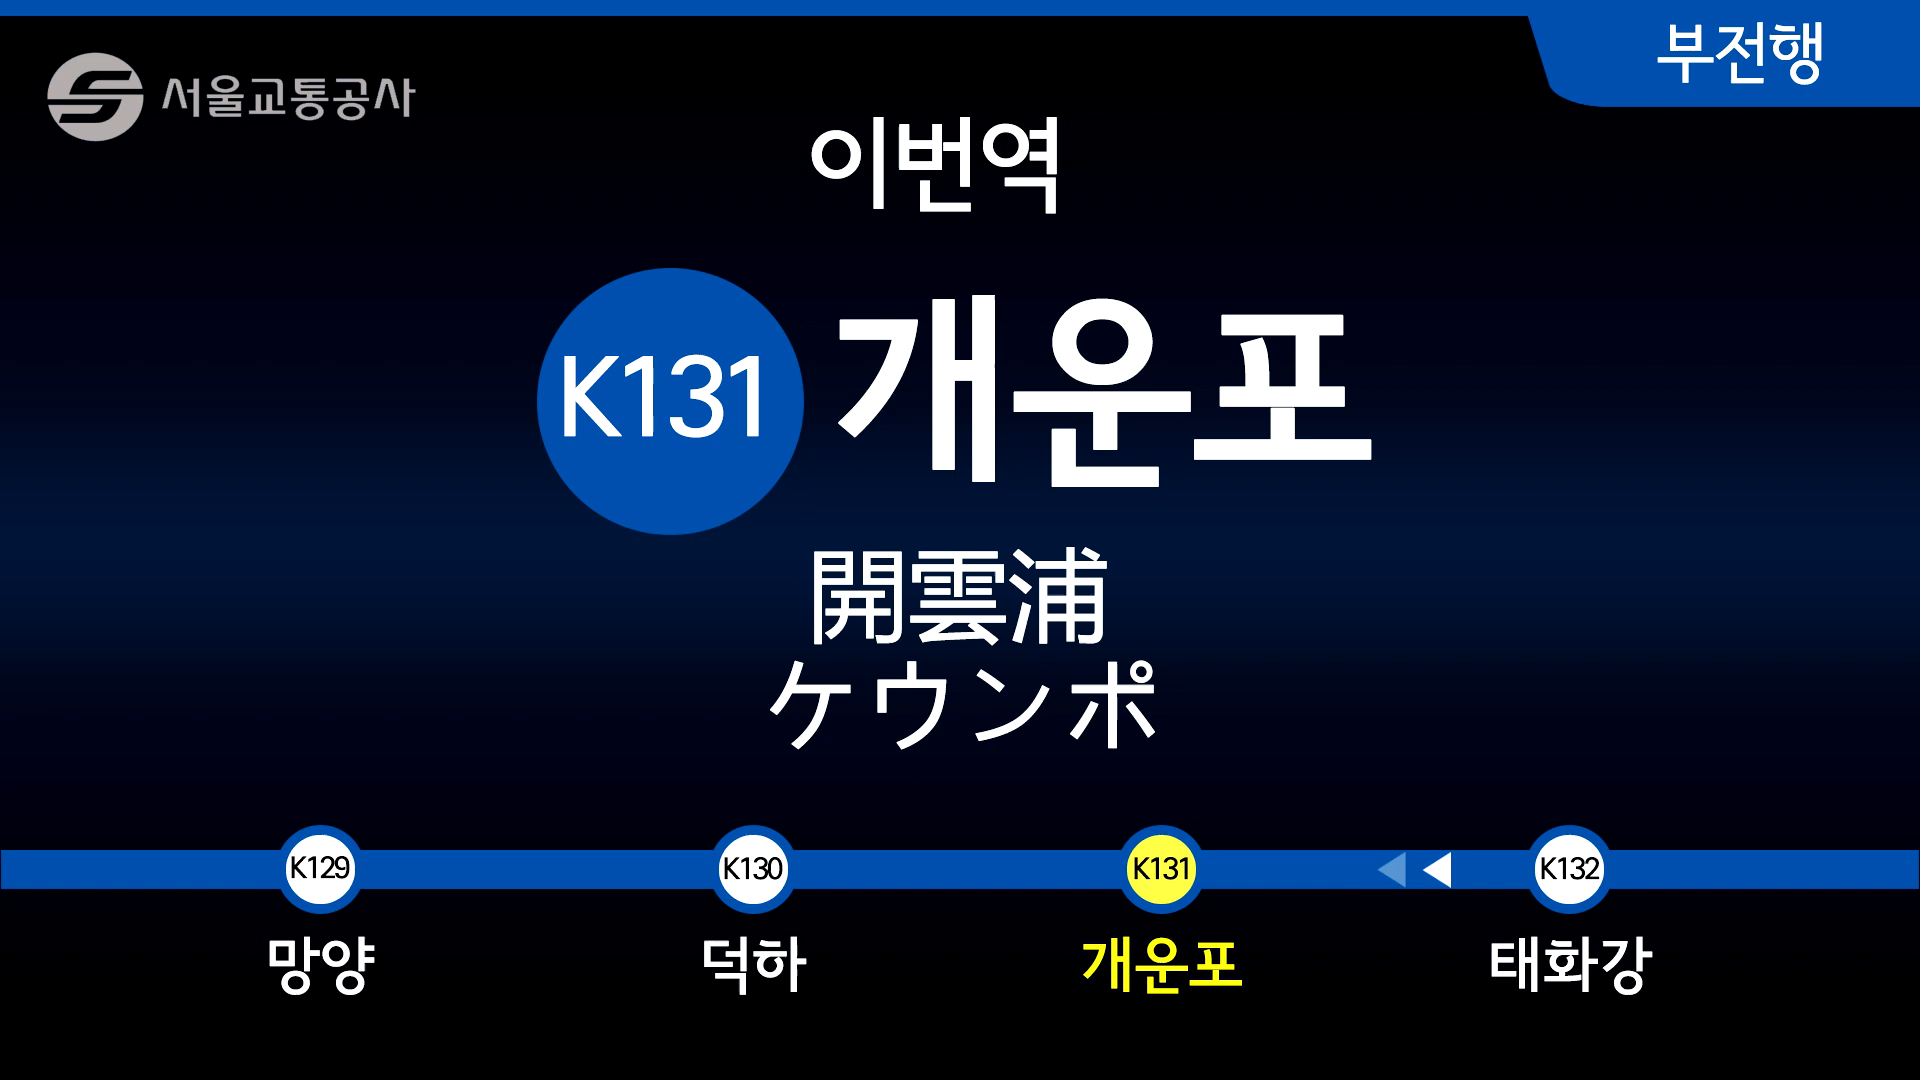 서울교통공사
부전행
이번역
K131 개운포
開雲浦
ケウンポ
K129 K130 K131 K132
망양 덕하 개운포 태화강